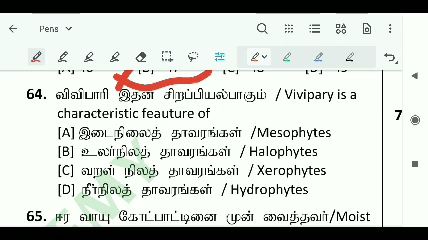 Pens
64. விவிபாரி இதன் சிறப்பியல்பாகும் / Vivipary is a
characteristic feauture of
7
[A] இடைநிலைத் தாவரங்கள் /Mesophytes
[B] உலர்நிலத் தாவரங்கள் / Halophytes
[C] வறள் நிலத் தாவரங்கள் / Xerophytes
[D] நீர்நிலத் தாவரங்கள் / Hydrophytes
65. ஈர வாயு கோட்பாட்டினை முன் வைத்தவர்/Moist